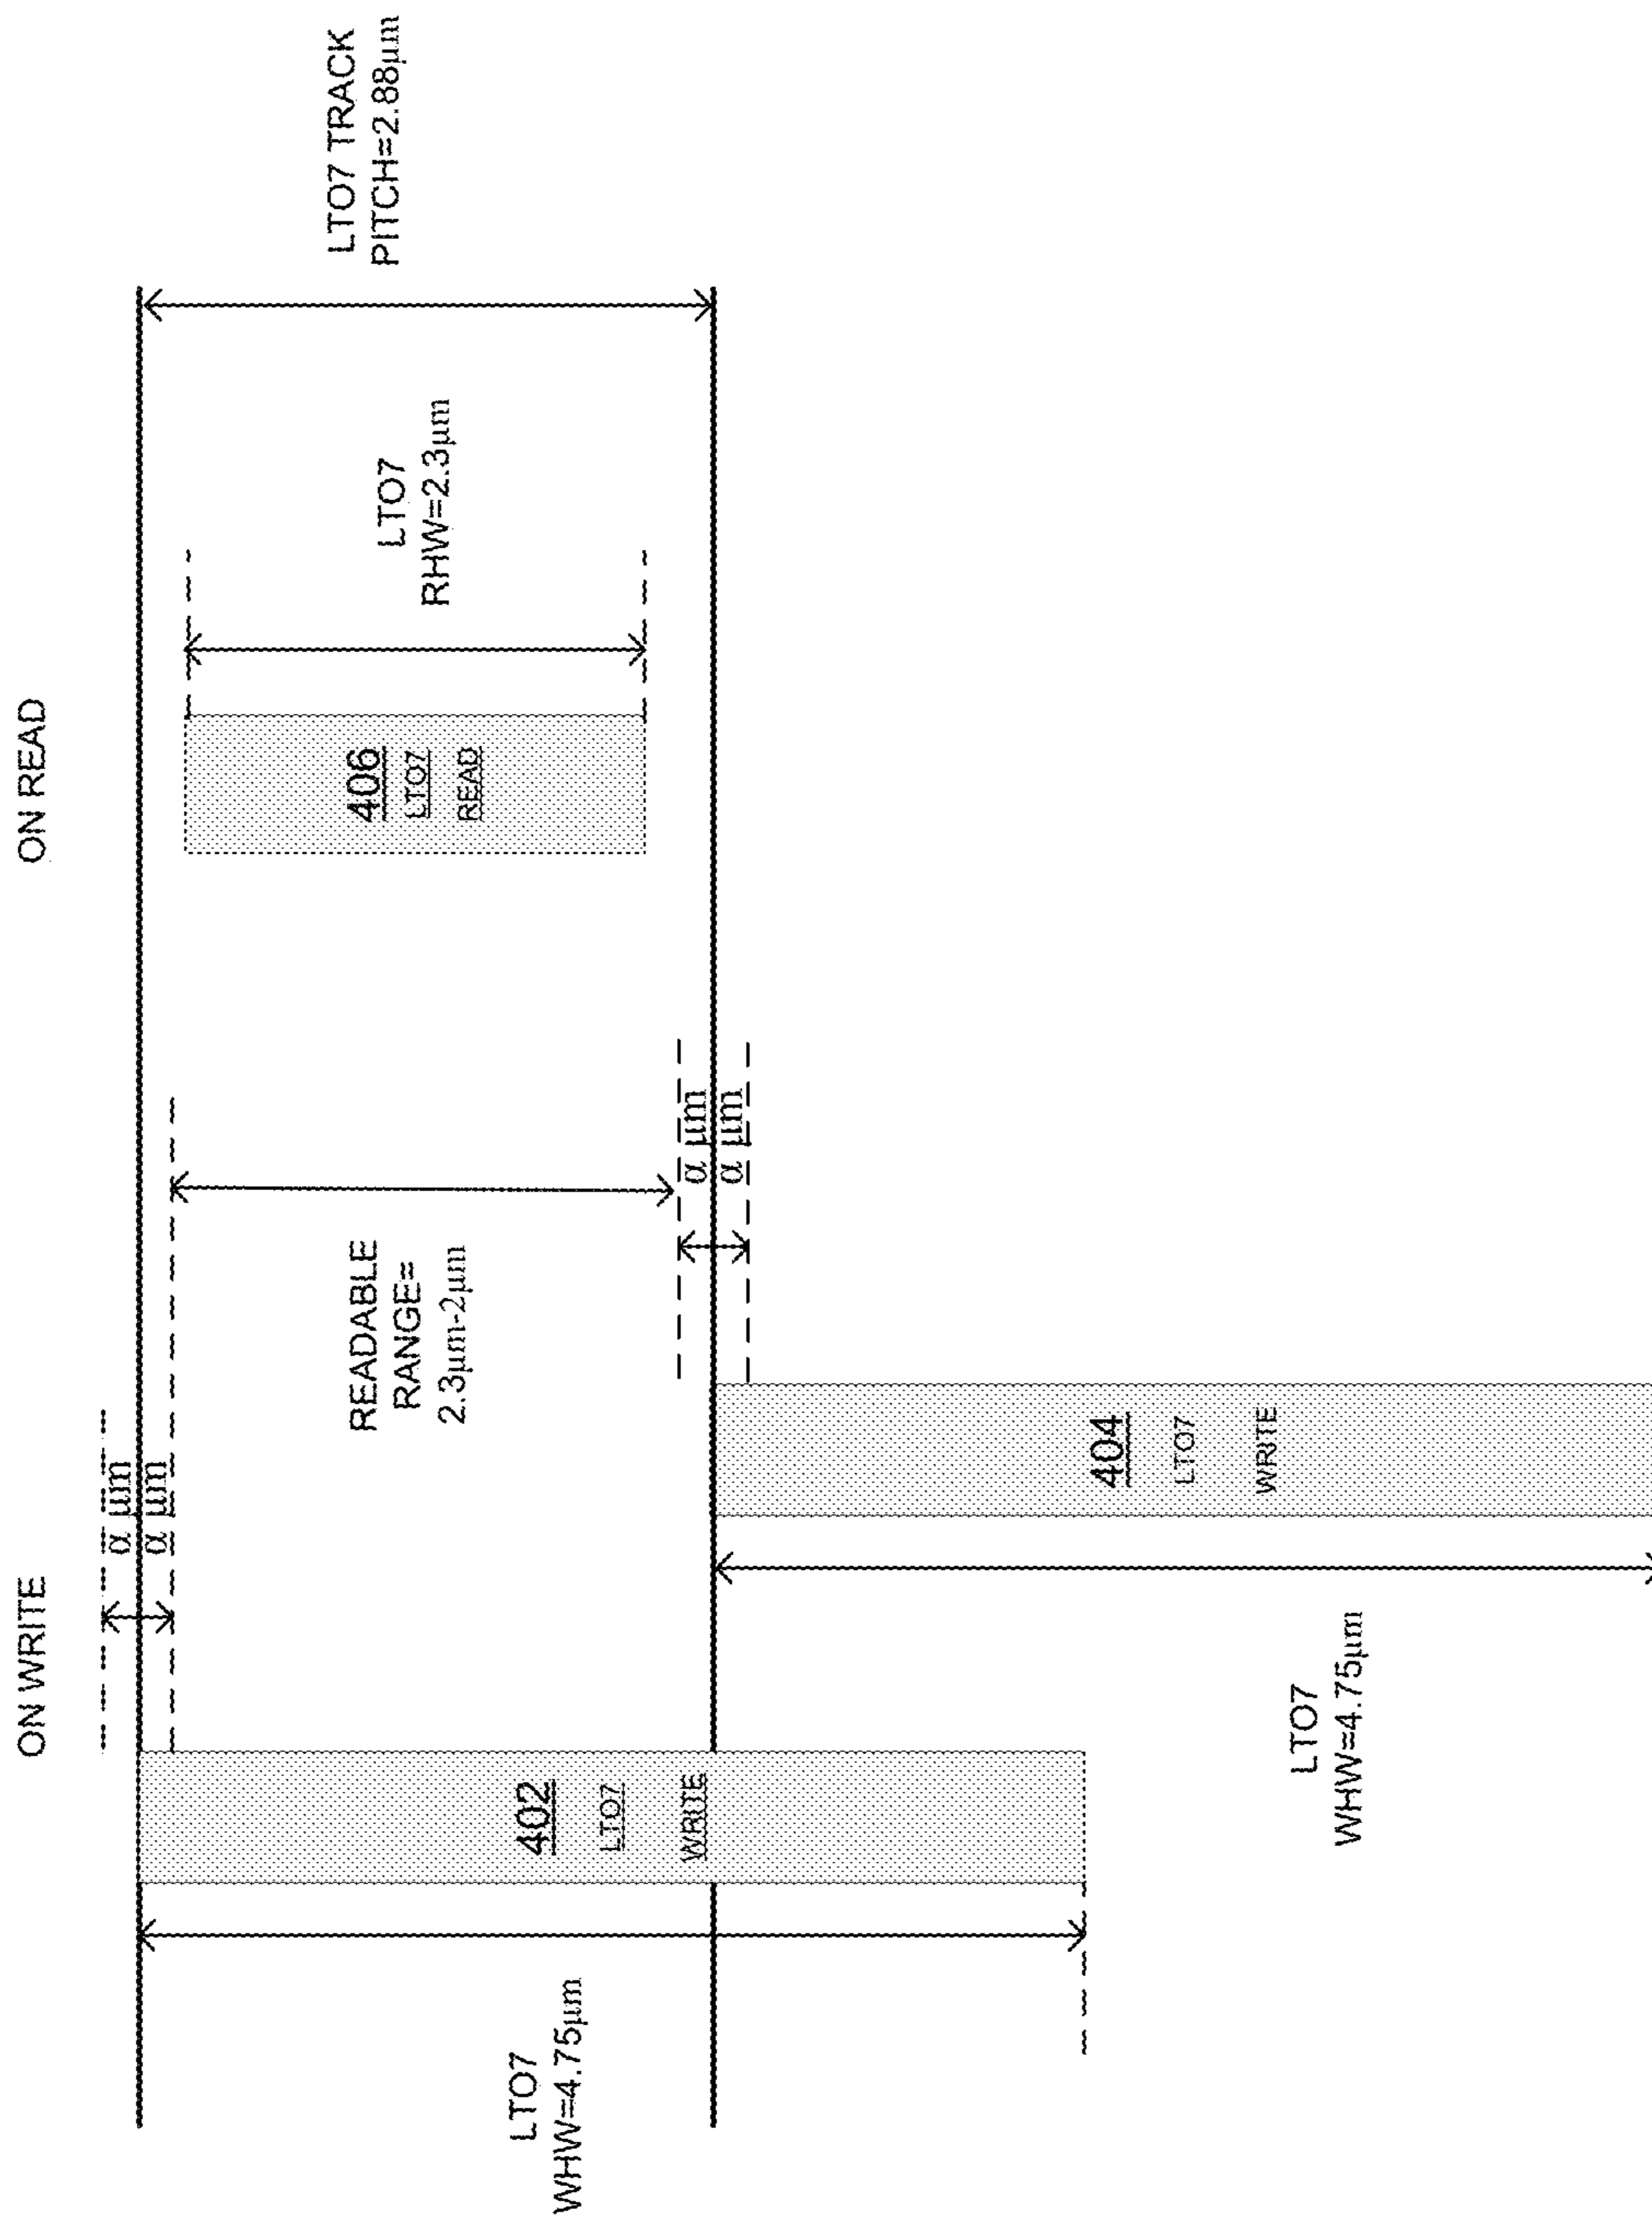 ON WRITE
ON READ
α μm
α μm
LTO7
WHW=4.75μm
402
LTO7
WRITE
READABLE
RANGE=
2.3μm-2μm
α μm
α μm
406
LTO7
READ
LTO7
RHW=2.3μm
LTO7 TRACK
PITCH=2.88μm
404
LTO7
WRITE
LTO7
WHW=4.75μm